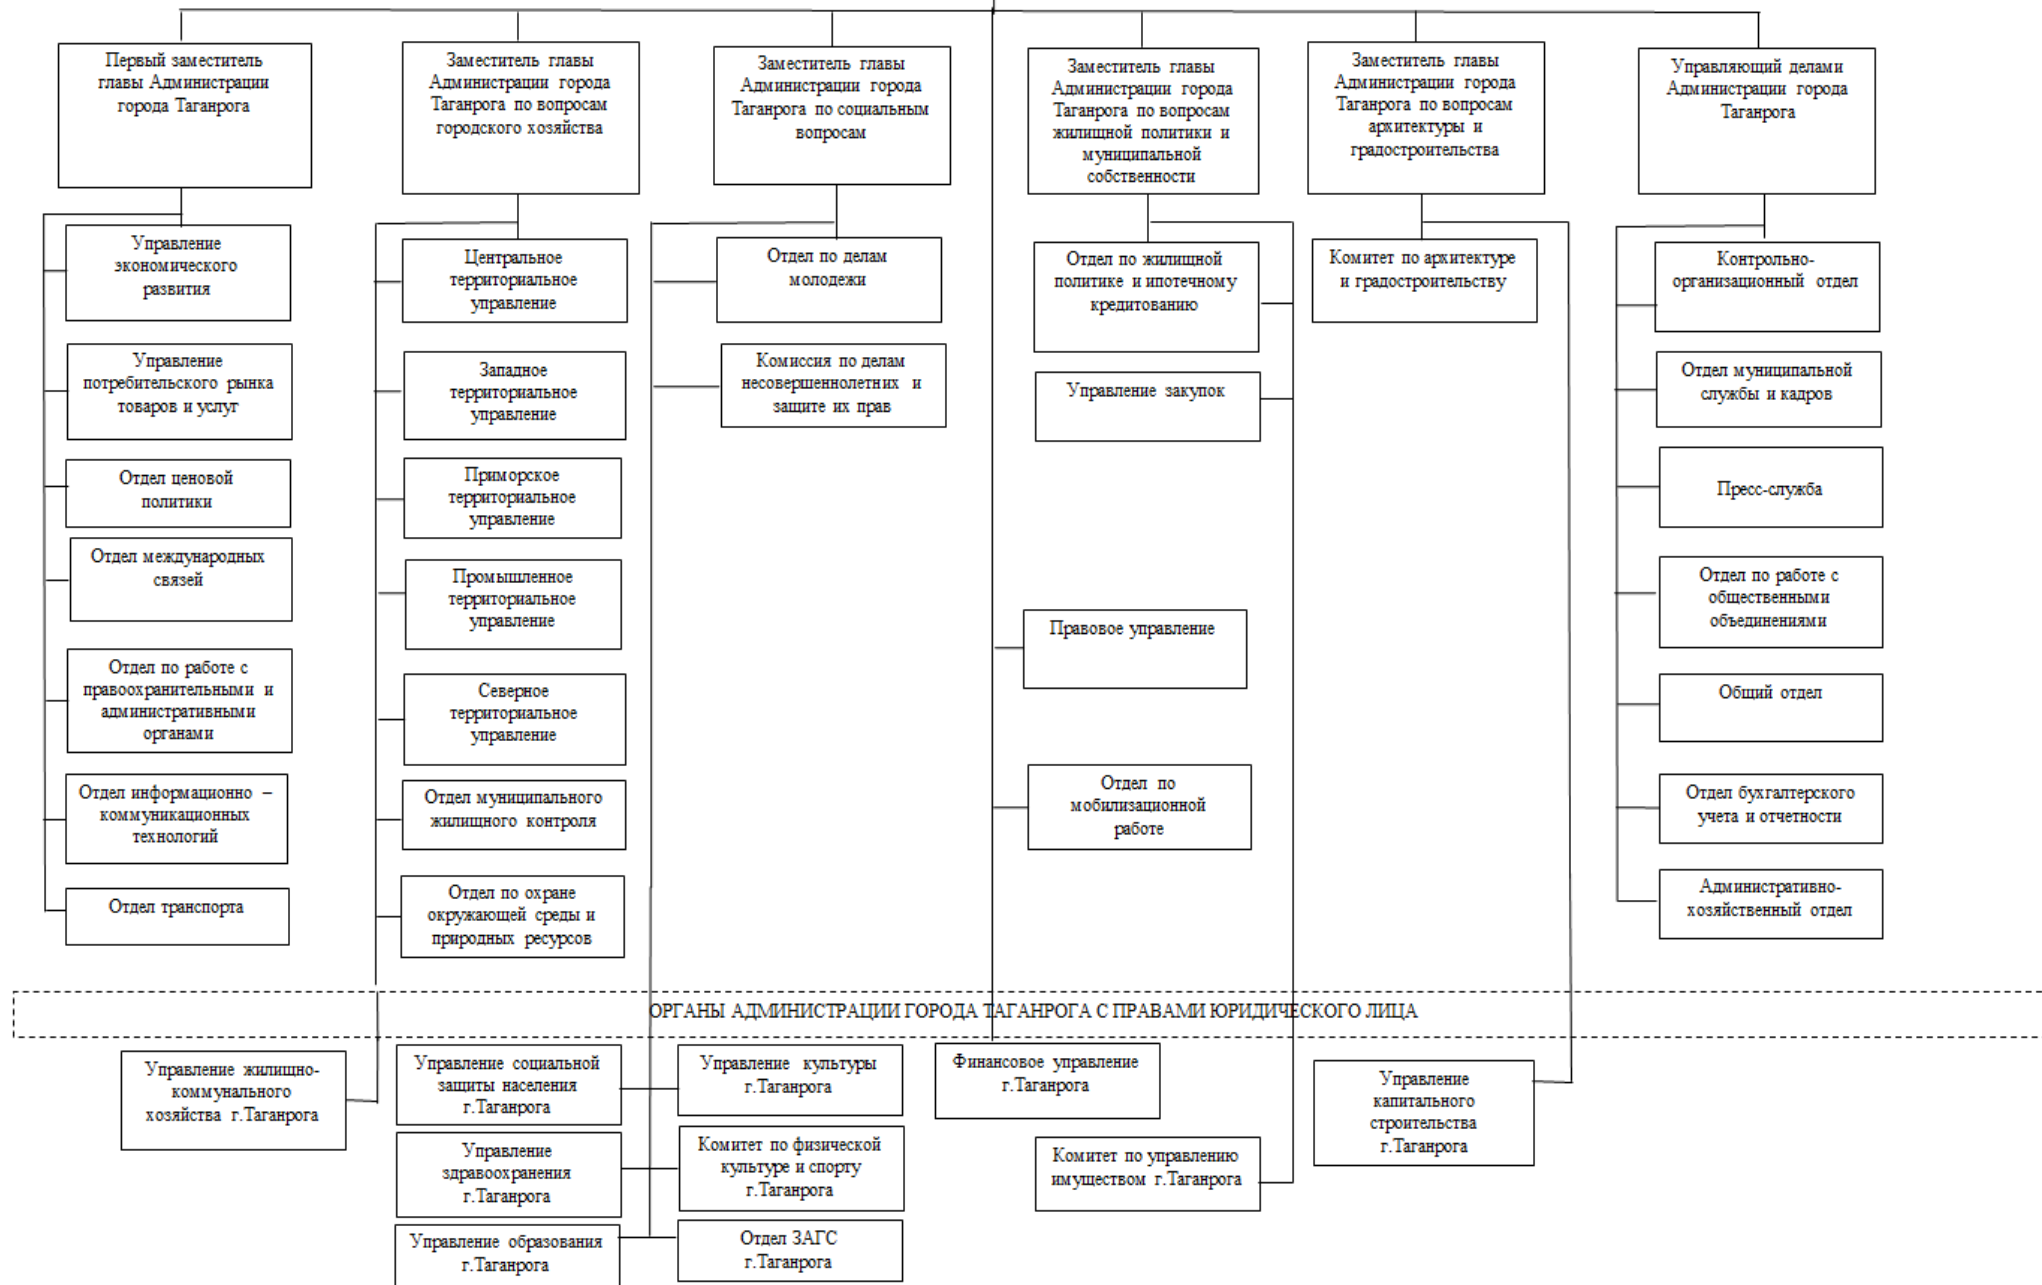 Первый заместитель
главы Администрации
города Таганрога
Заместитель главы
Администрации города
Таганрога по вопросам
городского хозяйства
Заместитель главы
Администрации города
Таганрога по социальным
вопросам
Заместитель главы
Администрации города
Таганрога по вопросам
жилищной политики и
муниципальной
собственности
Заместитель главы
Администрации города
Таганрога по вопросам
архитектуры и
градостроительства
Управляющий делами
Администрации города
Таганрога
Управление
экономического
развития
Управление
потребительского рынка
товаров и услуг
Отдел ценовой
политики
Отдел международных
связей
Отдел по работе с
правоохранительными и
административными
органами
Отдел информационно –
коммуникационных
технологий
Отдел транспорта
Центральное
территориальное
управление
Западное
территориальное
управление
Приморское
территориальное
управление
Промышленное
территориальное
управление
Северное
территориальное
управление
Отдел муниципального
жилищного контроля
Отдел по охране
окружающей среды и
природных ресурсов
Отдел по делам
молодежи
Комиссия по делам
несовершеннолетних и
защите их прав
Отдел по жилищной
политике и ипотечному
кредитованию
Управление закупок
Правовое управление
Отдел по
мобилизационной
работе
Комитет по архитектуре
и градостроительству
Контрольно-
организационный отдел
Отдел муниципальной
службы и кадров
Пресс-служба
Отдел по работе с
общественными
объединениями
Общий отдел
Отдел бухгалтерского
учета и отчетности
Административно-
хозяйственный отдел
ОРГАНЫ АДМИНИСТРАЦИИ ГОРОДА ТАГАНРОГА С ПРАВАМИ ЮРИДИЧЕСКОГО ЛИЦА
Управление жилищно-
коммунального
хозяйства г.Таганрога
Управление социальной
защиты населения
г.Таганрога
Управление
здравоохранения
г.Таганрога
Управление образования
г.Таганрога
Управление культуры
г.Таганрога
Комитет по физической
культуре и спорту
г.Таганрога
Отдел ЗАГС
г.Таганрога
Финансовое управление
г.Таганрога
Комитет по управлению
имуществом г.Таганрога
Управление
капитального
строительства
г.Таганрога